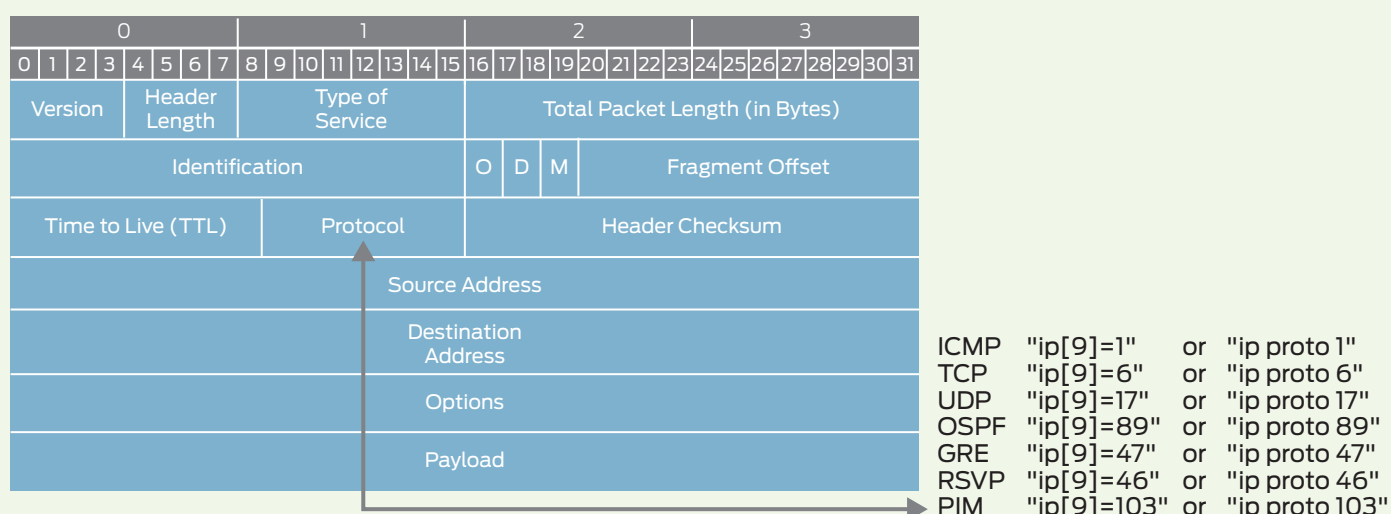 0 1 2 3
0 1 2 3 4 5 6 7 8 9 10 11 12 13 14 15 16 17 18 19 20 21 22 23 24 25 26 27 28 29 30 31
Version Header Length Type of Service Total Packet Length (in Bytes)
Identification O D M Fragment Offset
Time to Live (TTL) Protocol Header Checksum
Source Address
Destination
Address
Options
Payload
ICMP "ip[9]=1" or "ip proto 1"
TCP "ip[9]=6" or "ip proto 6"
UDP "ip[9]=17" or "ip proto 17"
OSPF "ip[9]=89" or "ip proto 89"
GRE "ip[9]=47" or "ip proto 47"
RSVP "ip[9]=46" or "ip proto 46"
PIM "ip[9]=103" or "ip proto 103"